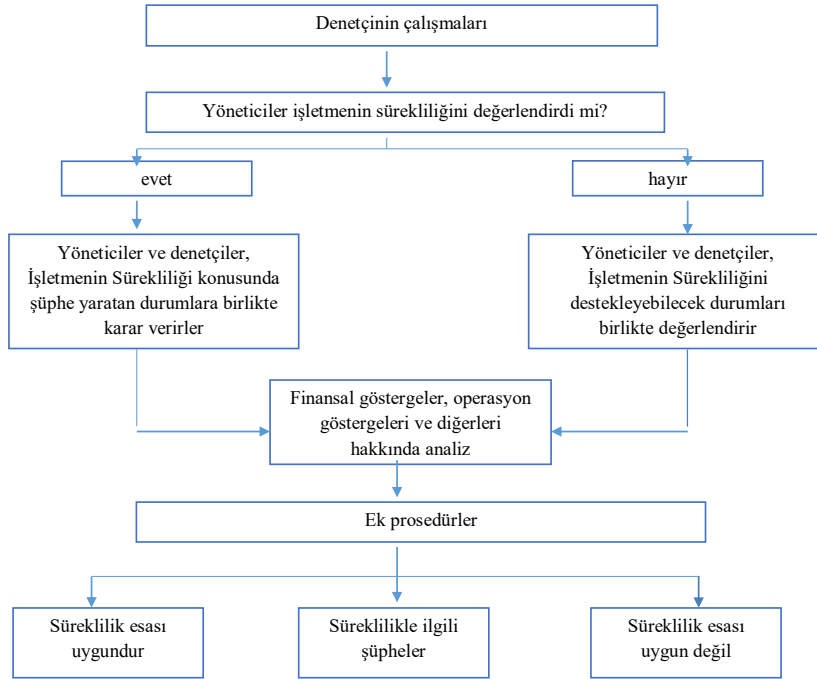 Denetçinin çalışmaları
Yöneticiler işletmenin sürekliliğini değerlendirdi mi?
evet
hayır
Yöneticiler ve denetçiler,
İşletmenin Sürekliliği konusunda
şüphe yaratan durumlara birlikte
karar verirler
Yöneticiler ve denetçiler,
İşletmenin Sürekliliğini
destekleyebilecek durumları
birlikte değerlendirir
Finansal göstergeler, operasyon
göstergeleri ve diğerleri
hakkında analiz
Ek prosedürler
Süreklilik esası
uygundur
Süreklilikle ilgili
şüpheler
Süreklilik esası
uygun değil